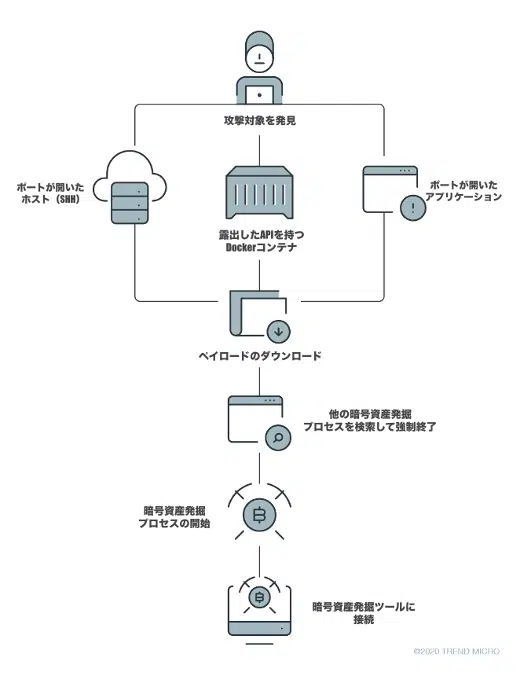 攻撃対象を発見
ポートが開いた
ホスト（SHH）
ポートが開いた
アプリケーション
露出したAPIを持つ
Dockerコンテナ
ペイロードのダウンロード
他の暗号資産発掘
プロセスを検索して強制終了
暗号資産発掘
プロセスの開始
暗号資産発掘ツールに
接続
©2020 TREND MICRO